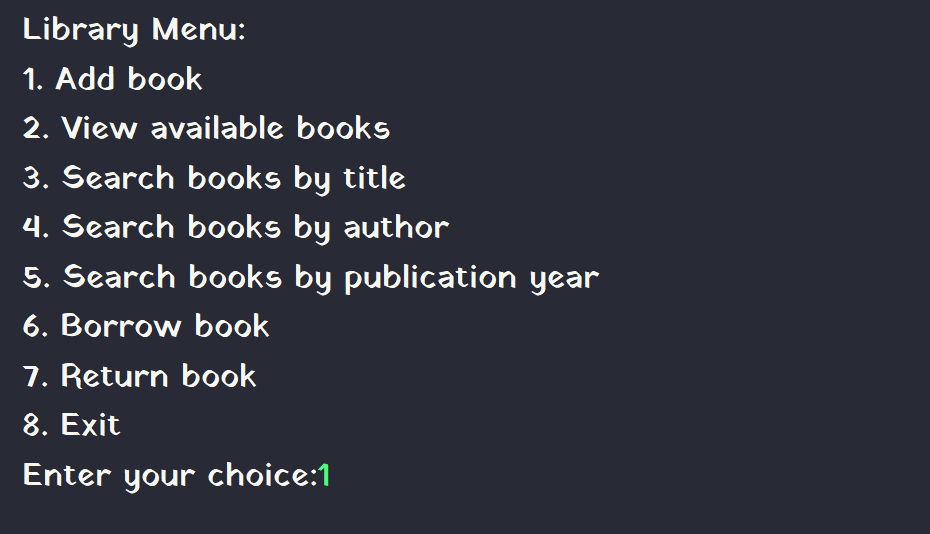 Library Menu:
1. Add book
2. View available books
3. Search books by title
4. Search books by author
5. Search books by publication year
6. Borrow book
7. Return book
8. Exit
Enter your choice:1